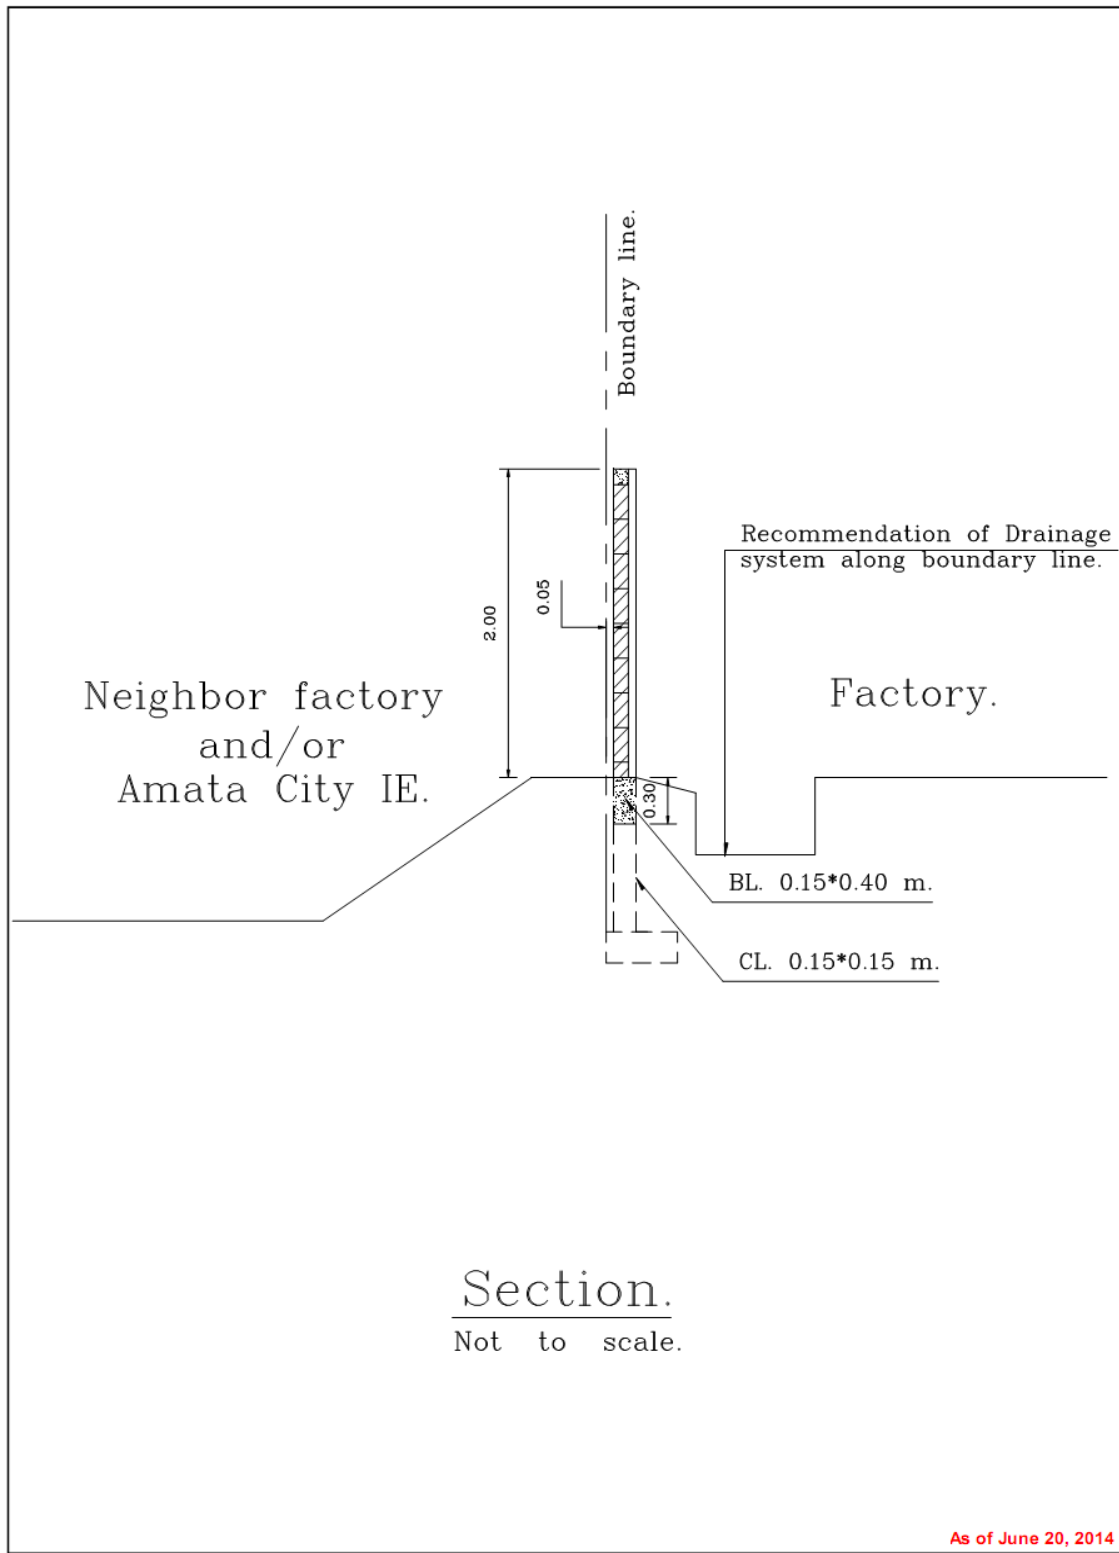 Boundary line.
Recommendation of Drainage
system along boundary line.
0.05
2.00
Neighbor factory
and/or
Amata City IE.
Factory.
0.30
BL. 0.15*0.40 m.
CL. 0.15*0.15 m.
Section.
Not to scale.
As of June 20, 2014